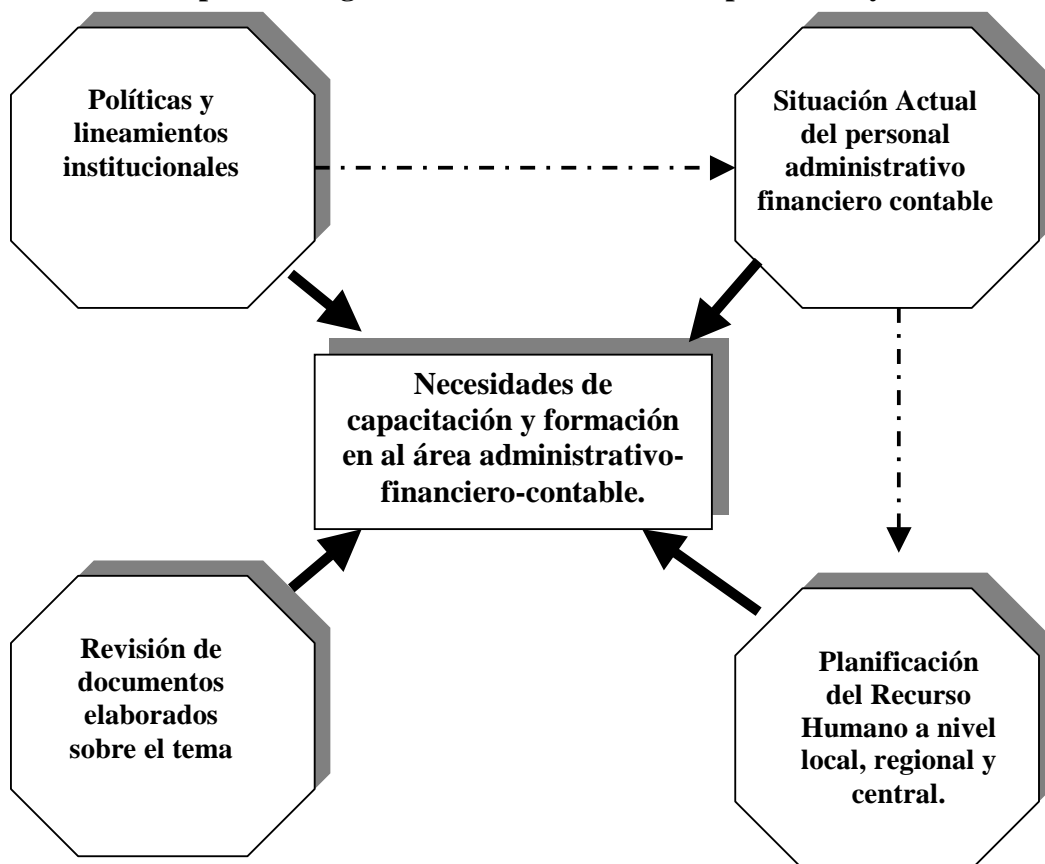 Políticas y
lineamientos
institucionales
Situación Actual
del personal
administrativo
financiero contable
Necesidades de
capacitación y formación
en al área administrativo-
financiero-contable.
Revisión de
documentos
elaborados
sobre el tema
Planificación
del Recurso
Humano a nivel
local, regional y
central.